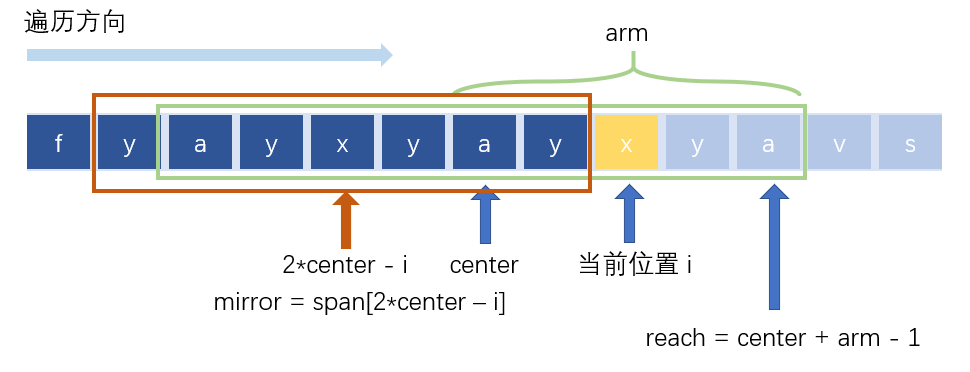 遍历方向
arm
f y a y x y a y x y a v s
2*center - i
center
当前位置 i
mirror = span[2*center – i]
reach = center + arm - 1